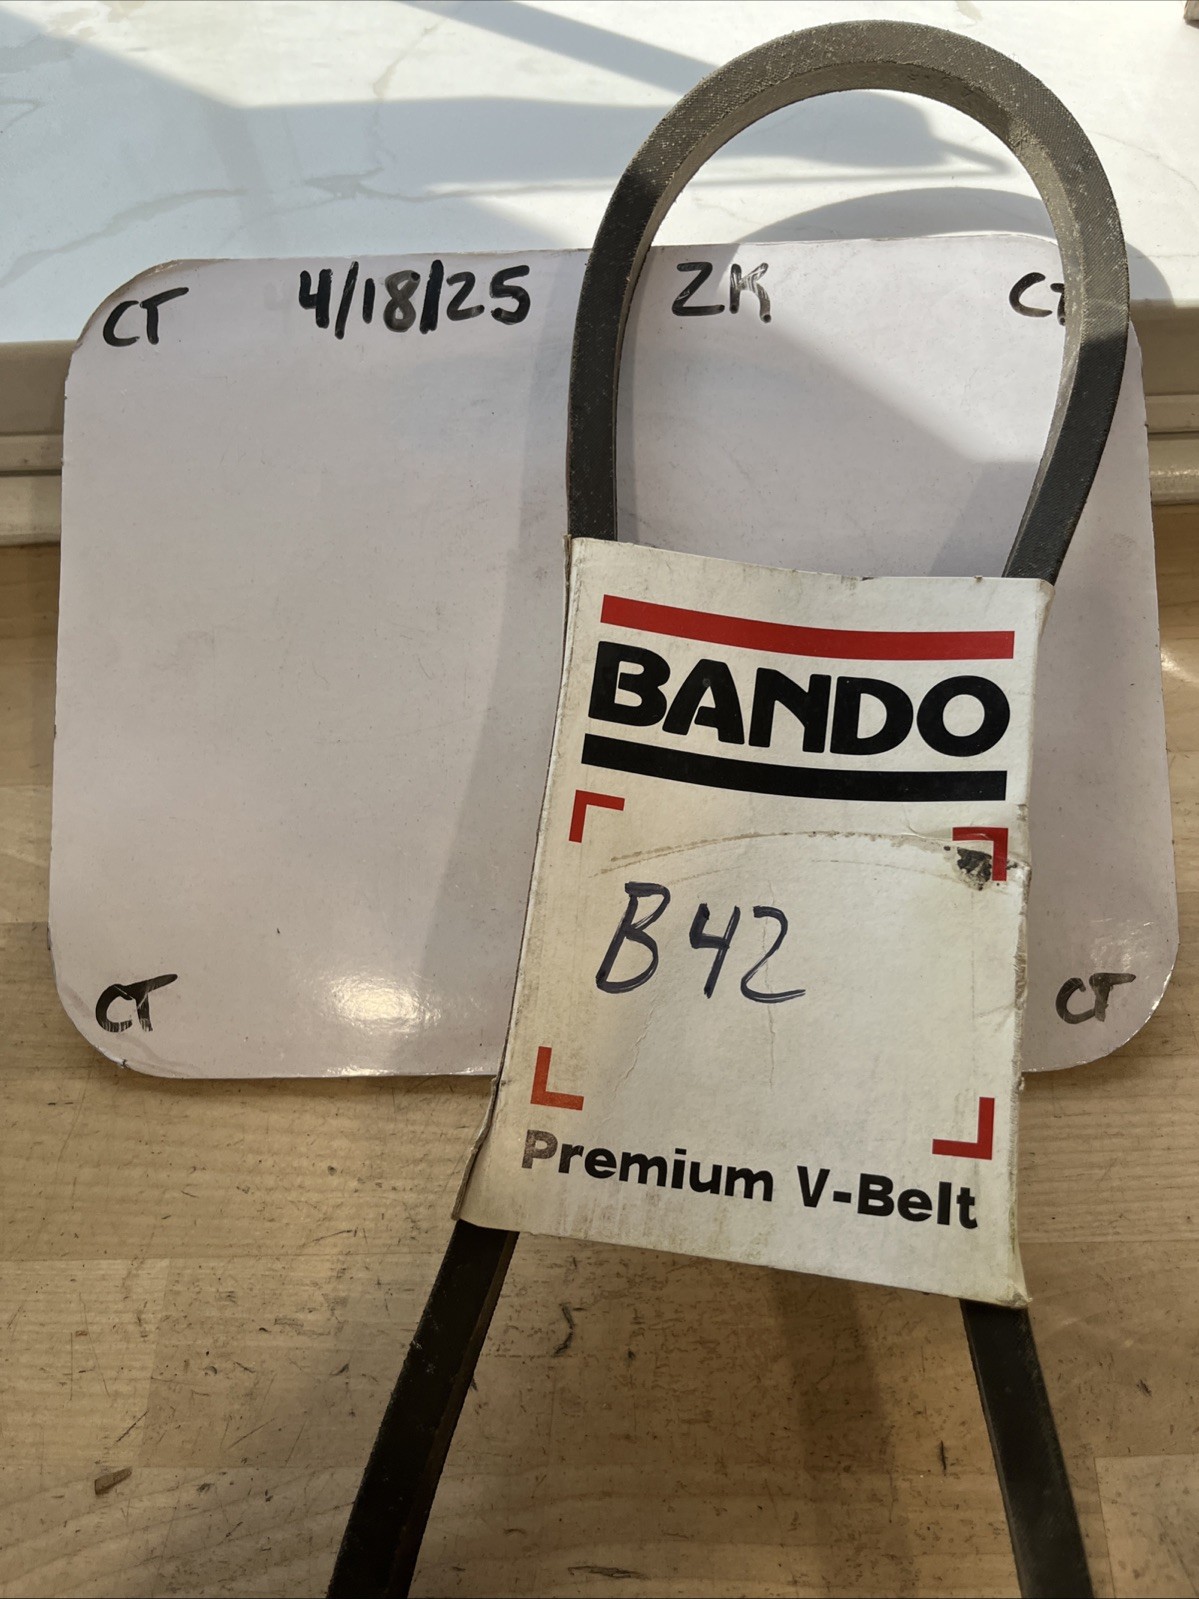 CT 4/18/25 ZK CT
BANDO
B42
CT CT
Premium V-Belt